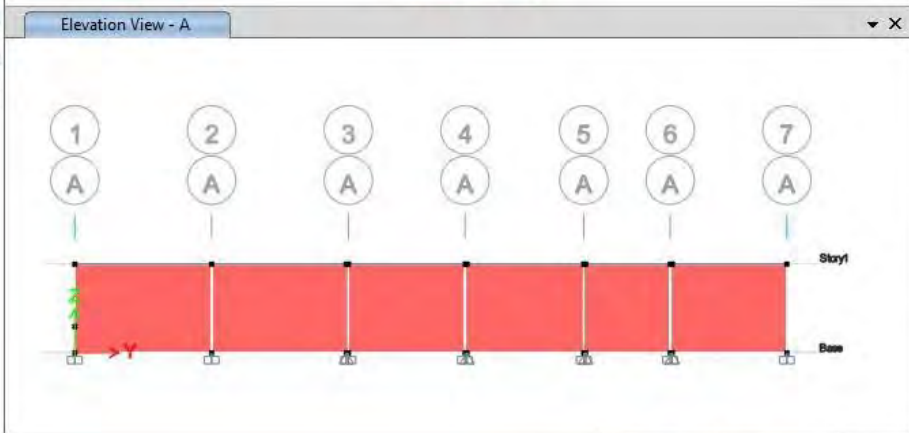 Elevation View - A
1 2 3 4 5 6 7
A A A A A A A
Story1
Z
Y
Base